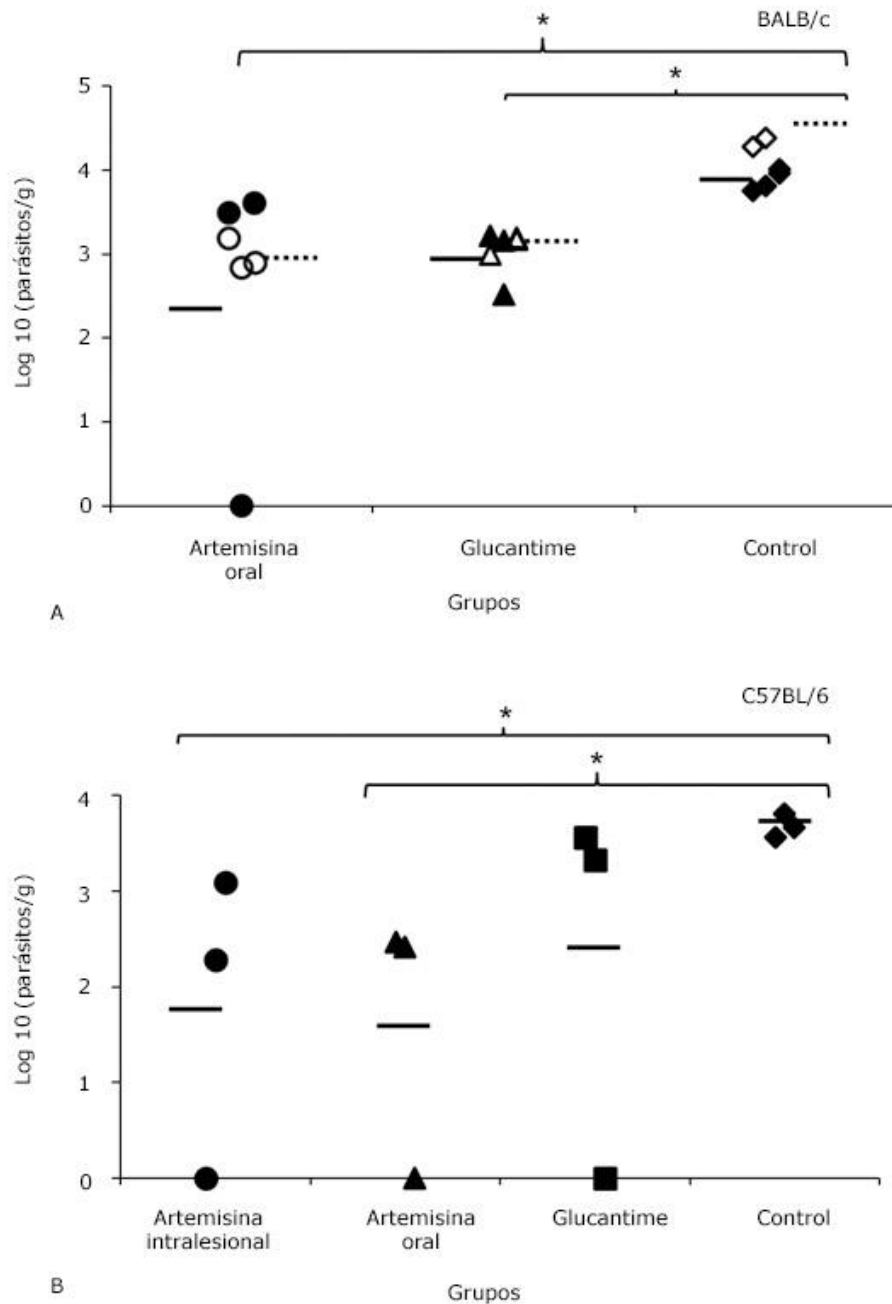 BALB/c
*
*
5
4
3
2
1
0
Log 10 (parásitos/g)
Artemisina
oral
Glucantime
Control
Grupos
A
C57BL/6
*
*
4
3
2
1
0
Log 10 (parásitos/g)
Artemisina
intralesional
Artemisina
oral
Glucantime
Control
Grupos
B